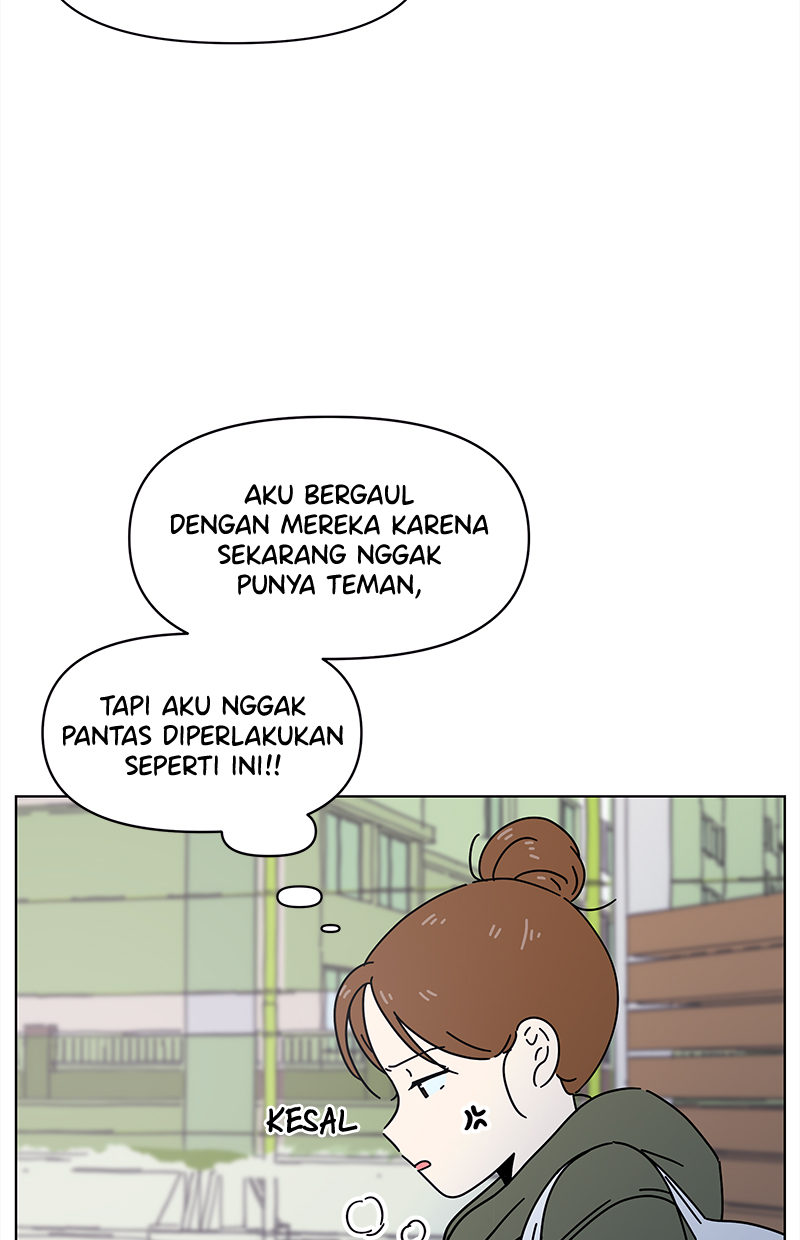 AKU BERGAUL
DENGAN MEREKA KARENA
SEKARANG NGGAK
PUNYA TEMAN,
TAPI AKU NGGAK
PANTAS DIPERLAKUKAN
SEPERTI INI!!
KESAL